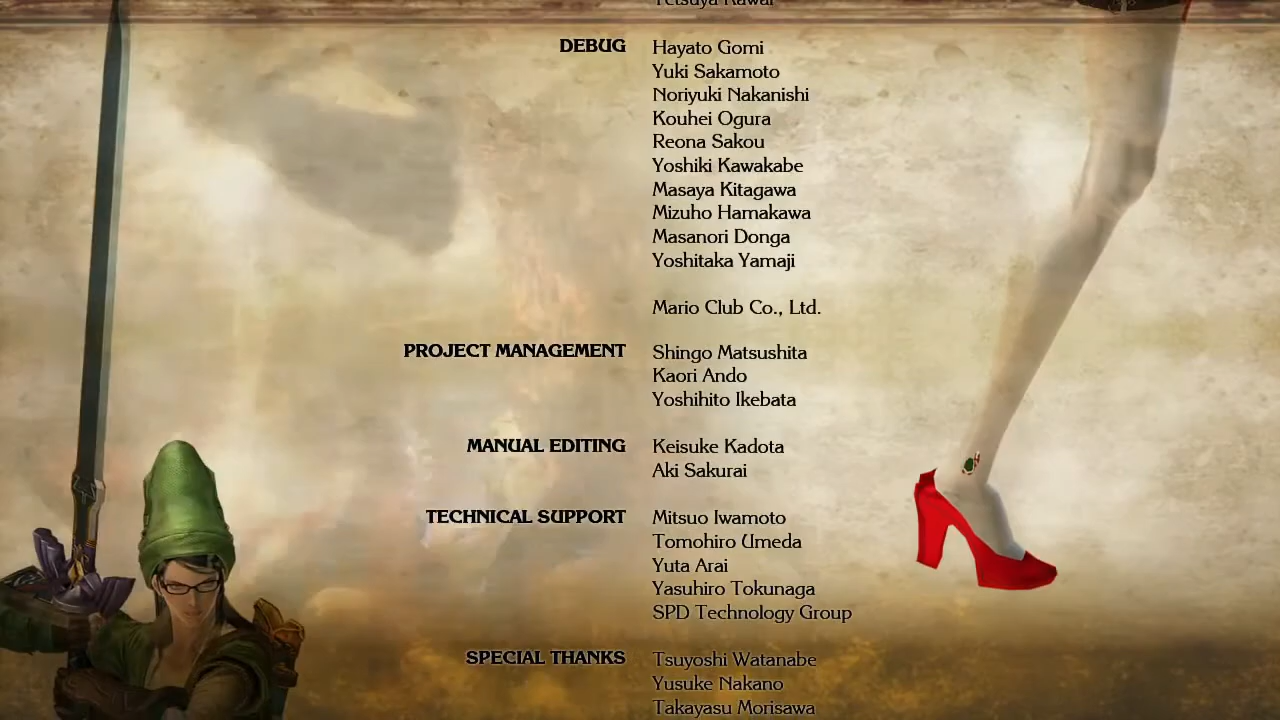 Tetsuya Kawai
DEBUG Hayato Gomi
Yuki Sakamoto
Noriyuki Nakanishi
Kouhei Ogura
Reona Sakou
Yoshiki Kawakabe
Masaya Kitagawa
Mizuho Hamakawa
Masanori Donga
Yoshitaka Yamaji
Mario Club Co., Ltd.
PROJECT MANAGEMENT Shingo Matsushita
Kaori Ando
Yoshihito Ikebata
MANUAL EDITING Keisuke Kadota
Aki Sakurai
TECHNICAL SUPPORT Mitsuo Iwamoto
Tomohiro Umeda
Yuta Arai
Yasuhiro Tokunaga
SPD Technology Group
SPECIAL THANKS Tsuyoshi Watanabe
Yusuke Nakano
Takayasu Morisawa